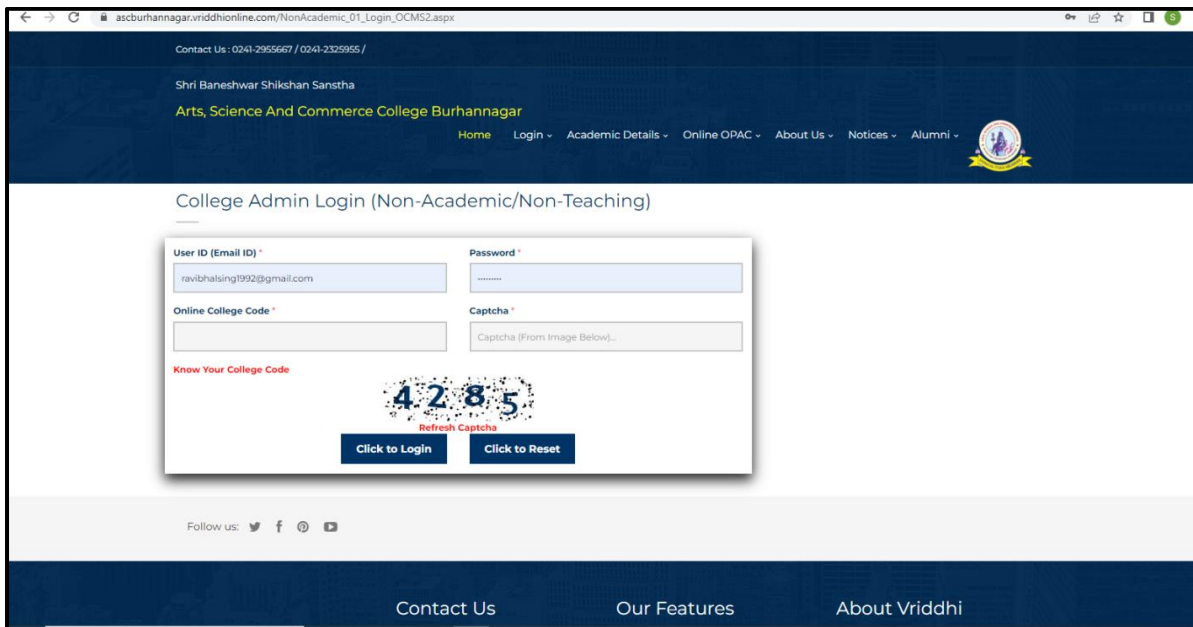 ascburhannagar.vriddhionline.com/NonAcademic_01_Login_OCMS2.aspx
S
Contact Us : 0241-2955667 / 0241-2325955 /
Shri Baneshwar Shikshan Sanstha
Arts, Science And Commerce College Burhannagar
Home Login Academic Details Online OPAC About Us Notices Alumni
College Admin Login (Non-Academic/Non-Teaching)
User ID (Email ID) * Password *
ravibhalsing1992@gmail.com ·········
Online College Code * Captcha *
Captcha (From Image Below)...
Know Your College Code
4285
Refresh Captcha
Click to Login Click to Reset
Follow us:
Contact Us Our Features About Vriddhi